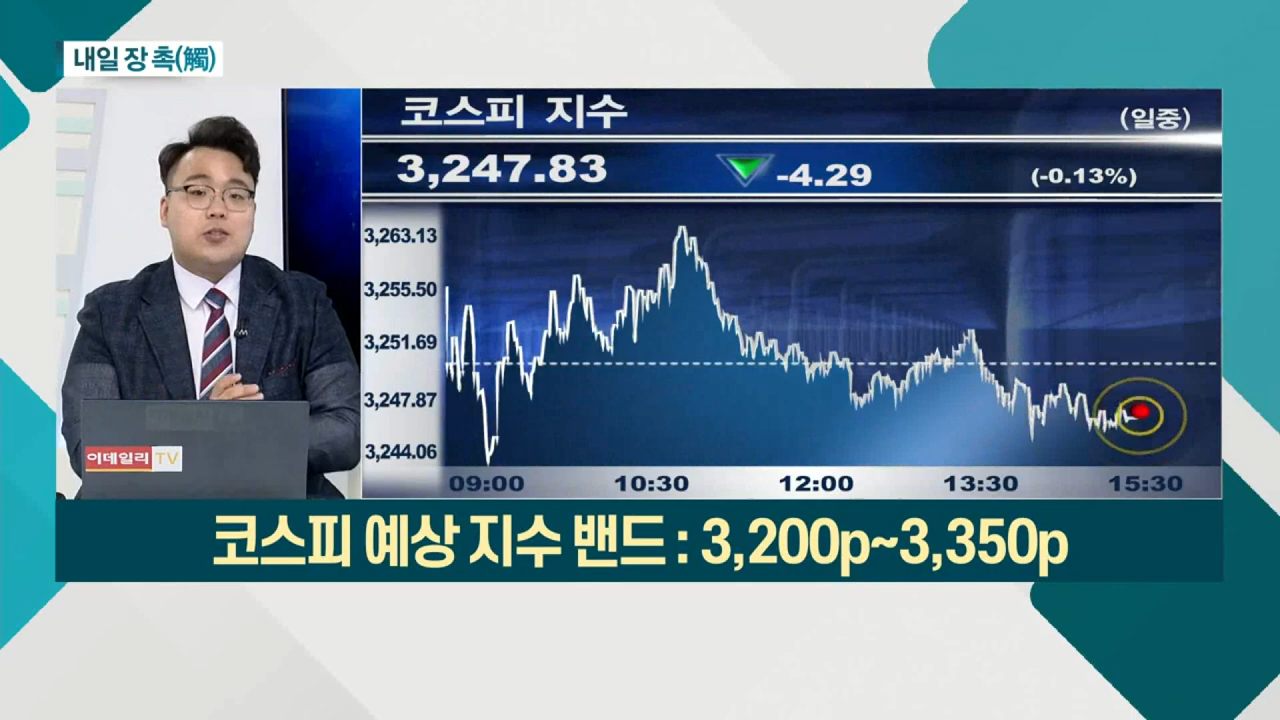 내일 장 촉(觸)
코스피 지수
(일중)
3,247.83
-4.29
(-0.13%)
3,263.13
3,255.50
3,251.69
3,247.87
3,244.06
09:00 10:30 12:00 13:30 15:30
이데일리 TV
코스피 예상 지수 밴드 : 3,200p~3,350p